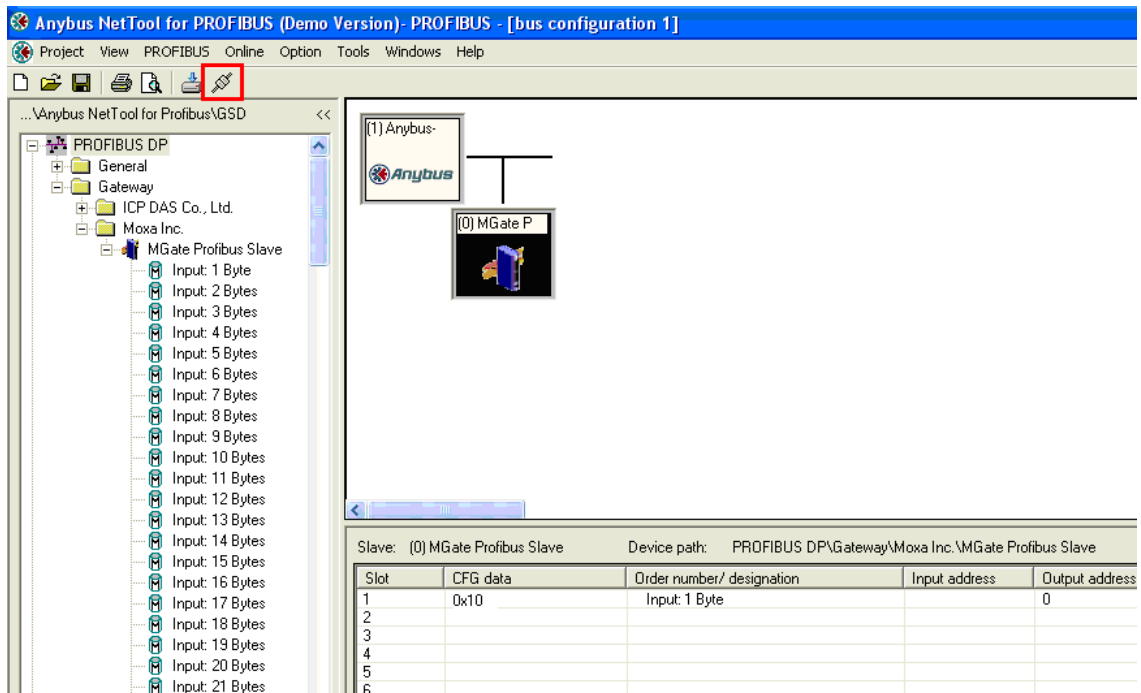 Anybus NetTool for PROFIBUS (Demo Version)- PROFIBUS - [bus configuration 1]
Project View PROFIBUS Online Option Tools Windows Help
...\Anybus NetTool for Profibus\GSD <<
PROFIBUS DP
General
Gateway
ICP DAS Co., Ltd.
Moxa Inc.
MGate Profibus Slave
Input: 1 Byte
Input: 2 Bytes
Input: 3 Bytes
Input: 4 Bytes
Input: 5 Bytes
Input: 6 Bytes
Input: 7 Bytes
Input: 8 Bytes
Input: 9 Bytes
Input: 10 Bytes
Input: 11 Bytes
Input: 12 Bytes
Input: 13 Bytes
Input: 14 Bytes
Input: 15 Bytes
Input: 16 Bytes
Input: 17 Bytes
Input: 18 Bytes
Input: 19 Bytes
Input: 20 Bytes
Input: 21 Bytes
(1) Anybus-
Anybus
(0) MGate P
Slave: (0) MGate Profibus Slave Device path: PROFIBUS DP\Gateway\Moxa Inc.\MGate Profibus Slave
Slot CFG data Order number/ designation Input address Output address
1 0x10 Input: 1 Byte 0
2
3
4
5
6